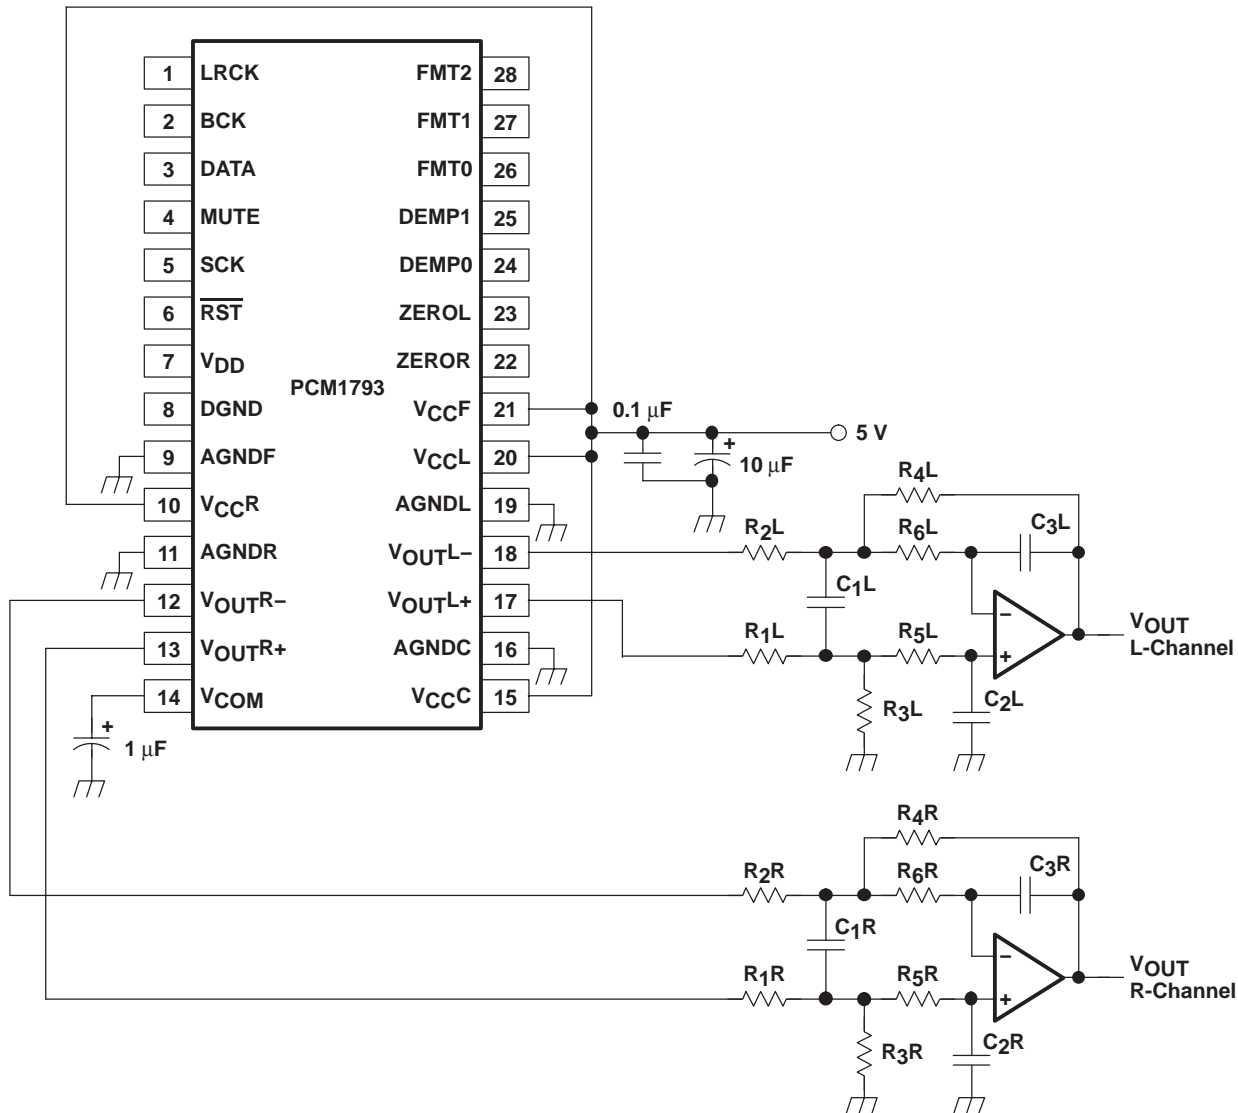 1 LRCK FMT2 28
2 BCK FMT1 27
3 DATA FMT0 26
4 MUTE DEMP1 25
5 SCK DEMP0 24
6 R̅S̅T̅ ZEROL 23
7 VDD ZEROR 22
PCM1793
8 DGND VCCF 21
0.1 µF
5 V
9 AGNDF VCCL 20
+
10 µF
10 VCCR AGNDL 19
11 AGNDR VOUTL– 18
12 VOUTR– VOUTL+ 17
13 VOUTR+ AGNDC 16
14 VCOM VCCC 15
+
1 µF
R4L
R2L
R6L
C3L
C1L
–
VOUT
L-Channel
R1L
R5L
+
R3L
C2L
R4R
R2R
R6R
C3R
C1R
–
VOUT
R-Channel
R1R
R5R
+
R3R
C2R